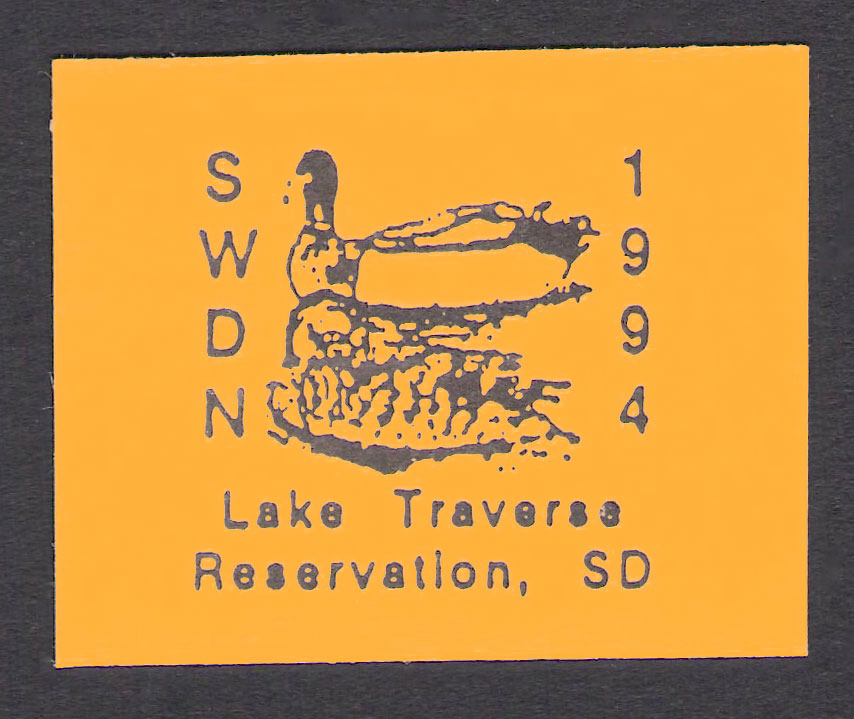 S 1
W 9
D 9
N 4
Lake Traverse
Reservation, SD